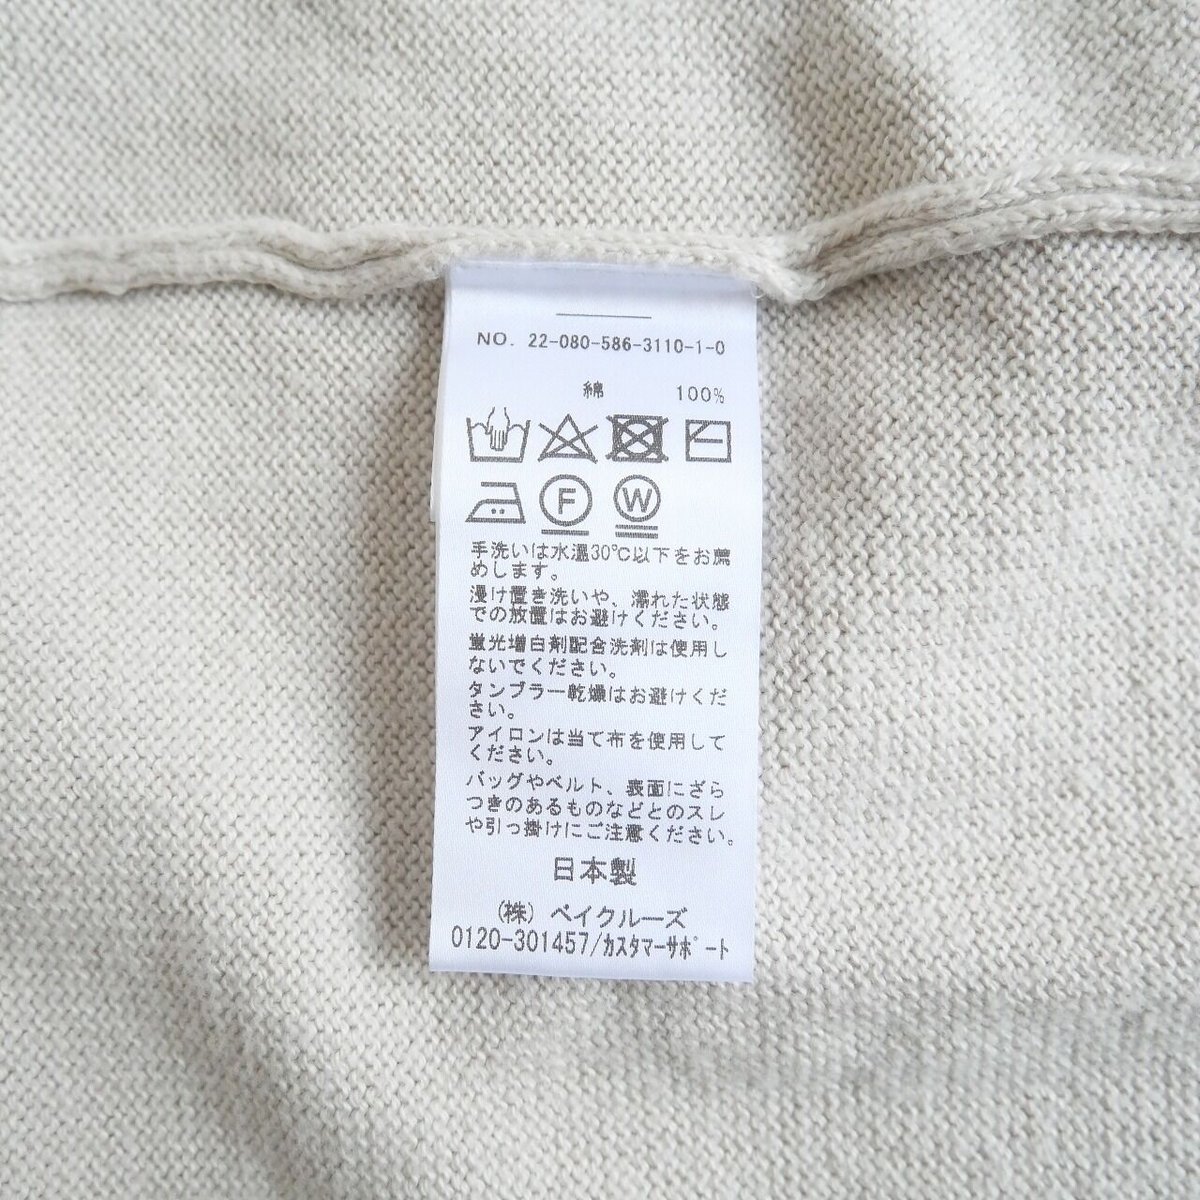 NO. 22-080-586-3110-1-0
綿 100%
F W
手洗いは水温30℃以下をお薦
めします。
浸け置き洗いや、濡れた状態
での放置はお避けください。
蛍光増白剤配合洗剤は使用し
ないでください。
タンブラー乾燥はお避けくだ
さい。
アイロンは当て布を使用して
ください。
バッグやベルト、表面にざら
つきのあるものなどとのスレ
や引っ掛けにご注意ください。
日本製
(株) ベイクルーズ
0120-301457/カスタマーサポート